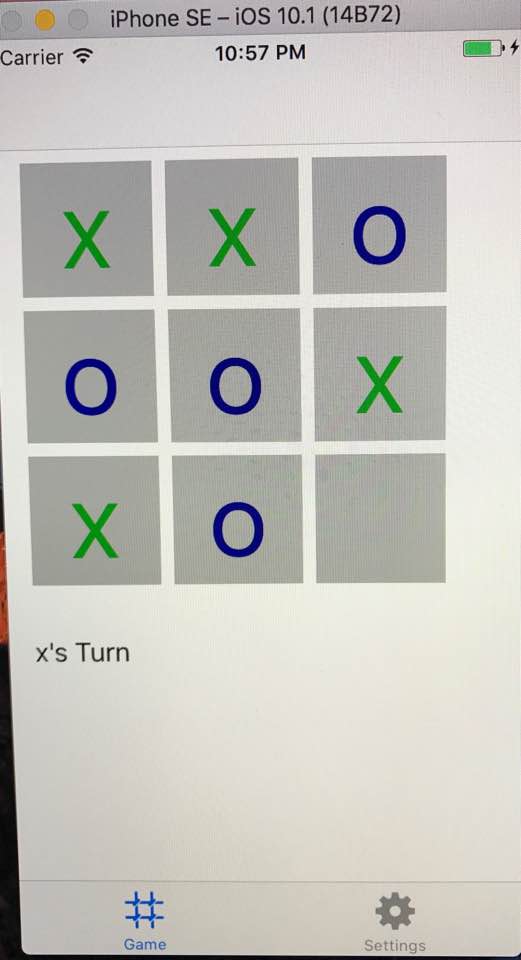 iPhone SE – iOS 10.1 (14B72)
Carrier 10:57 PM
X X O
O O X
X O
x's Turn
Game Settings